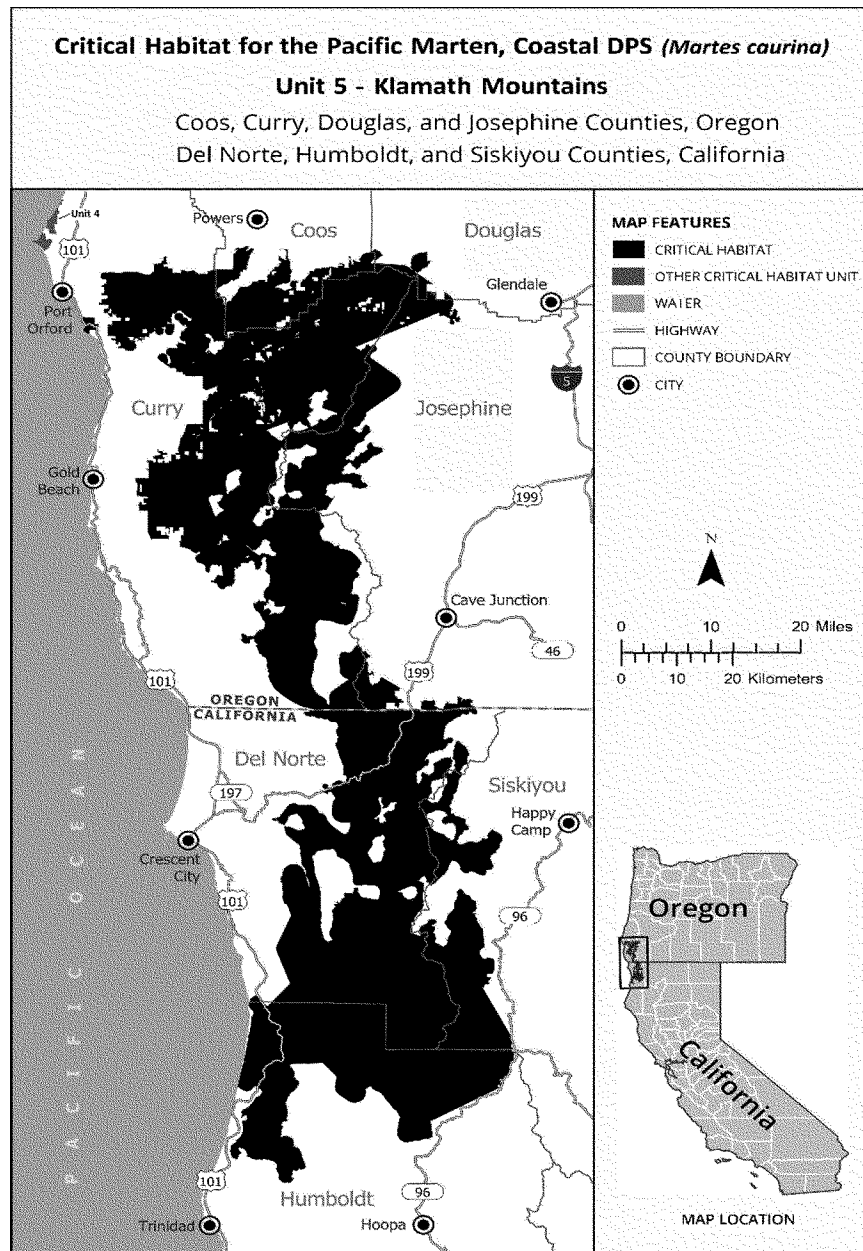 Critical Habitat for the Pacific Marten, Coastal DPS (Martes caurina)
Unit 5 - Klamath Mountains
Coos, Curry, Douglas, and Josephine Counties, Oregon
Del Norte, Humboldt, and Siskiyou Counties, California
Unit 4
101
Powers
Coos
Douglas
Port
Orford
Glendale
5
Curry
Josephine
Gold
Beach
199
Cave Junction
46
199
101
OREGON
CALIFORNIA
Del Norte
197
Siskiyou
Happy
Camp
Crescent
City
101
96
PACIFIC OCEAN
Humboldt
101
96
Trinidad
Hoopa
MAP FEATURES
CRITICAL HABITAT
OTHER CRITICAL HABITAT UNIT
WATER
HIGHWAY
COUNTY BOUNDARY
CITY
N
0 10 20 Miles
0 10 20 Kilometers
Oregon
California
MAP LOCATION